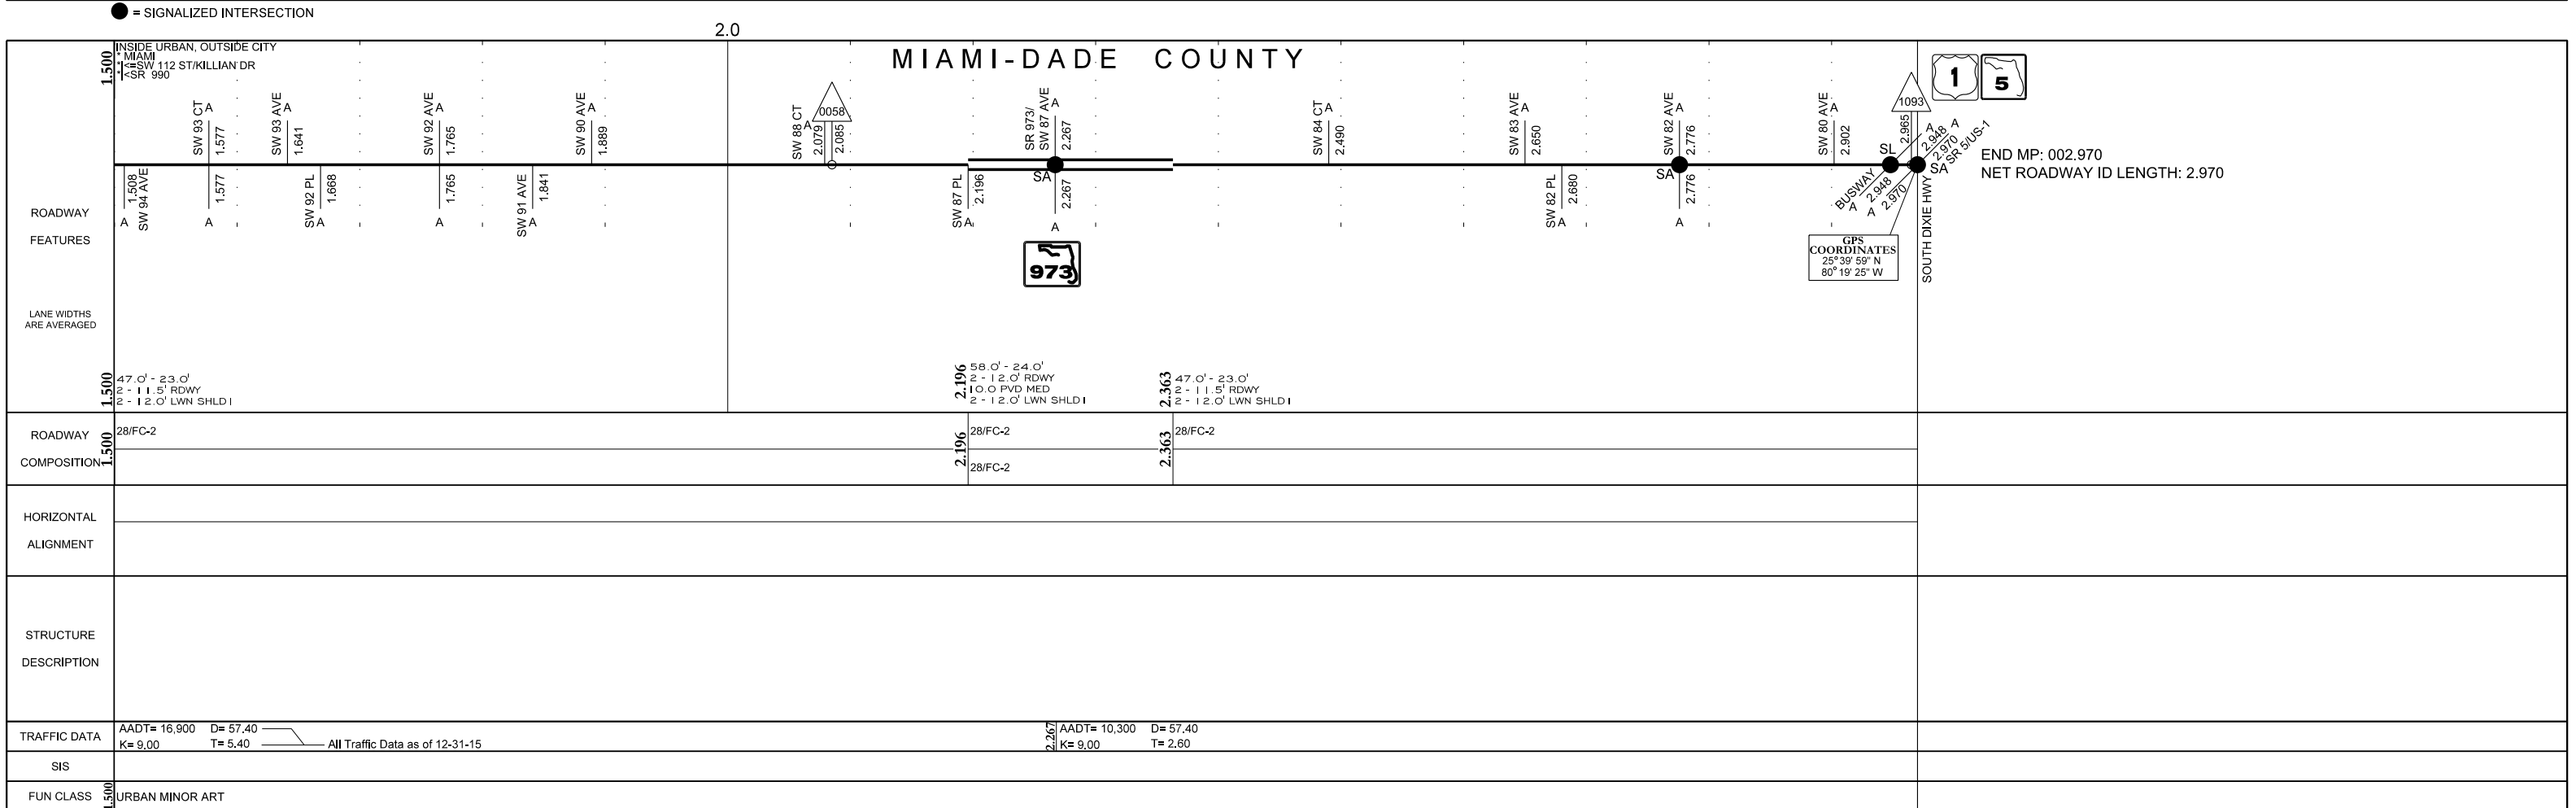 = SIGNALIZED INTERSECTION
2.0
MIAMI-DADE COUNTY
1.500
INSIDE URBAN, OUTSIDE CITY
* MIAMI
* |<=SW 112 ST/KILLIAN DR
* |<SR 990
SW 93 CT
A
1.577
SW 93 AVE
A
1.641
SW 92 AVE
A
1.765
SW 90 AVE
A
1.889
SW 88 CT
A
2.079
0058
2.085
SR 973/
SW 87 AVE
A
2.267
SW 84 CT
A
2.490
SW 83 AVE
A
2.650
SW 82 AVE
A
2.776
SW 80 AVE
A
2.902
1093
2.965
1
5
A
2.948
A
2.970
SR 5/US-1
SL
SA
END MP: 002.970
NET ROADWAY ID LENGTH: 2.970
1.508
SW 94 AVE
A
1.577
A
SW 92 PL
1.668
A
1.765
A
SW 91 AVE
1.841
A
SW 87 PL
2.196
A
SA
2.267
A
973
SW 82 PL
2.680
A
SA
2.776
A
BUSWAY
A
2.948
A
2.970
SOUTH DIXIE HWY
GPS
COORDINATES
25° 39' 59" N
80° 19' 25" W
ROADWAY
FEATURES
LANE WIDTHS
ARE AVERAGED
1.500
47.0' - 23.0'
2 - 11.5' RDWY
2 - 12.0' LWN SHLD1
2.196
58.0' - 24.0'
2 - 12.0' RDWY
10.0 PVD MED
2 - 12.0' LWN SHLD1
2.363
47.0' - 23.0'
2 - 11.5' RDWY
2 - 12.0' LWN SHLD1
ROADWAY
COMPOSITION
1.500
28/FC-2
2.196
28/FC-2
28/FC-2
2.363
28/FC-2
HORIZONTAL
ALIGNMENT
STRUCTURE
DESCRIPTION
TRAFFIC DATA
AADT= 16,900 D= 57.40
K= 9.00 T= 5.40
All Traffic Data as of 12-31-15
2.267
AADT= 10,300 D= 57.40
K= 9.00 T= 2.60
SIS
FUN CLASS
1.500
URBAN MINOR ART